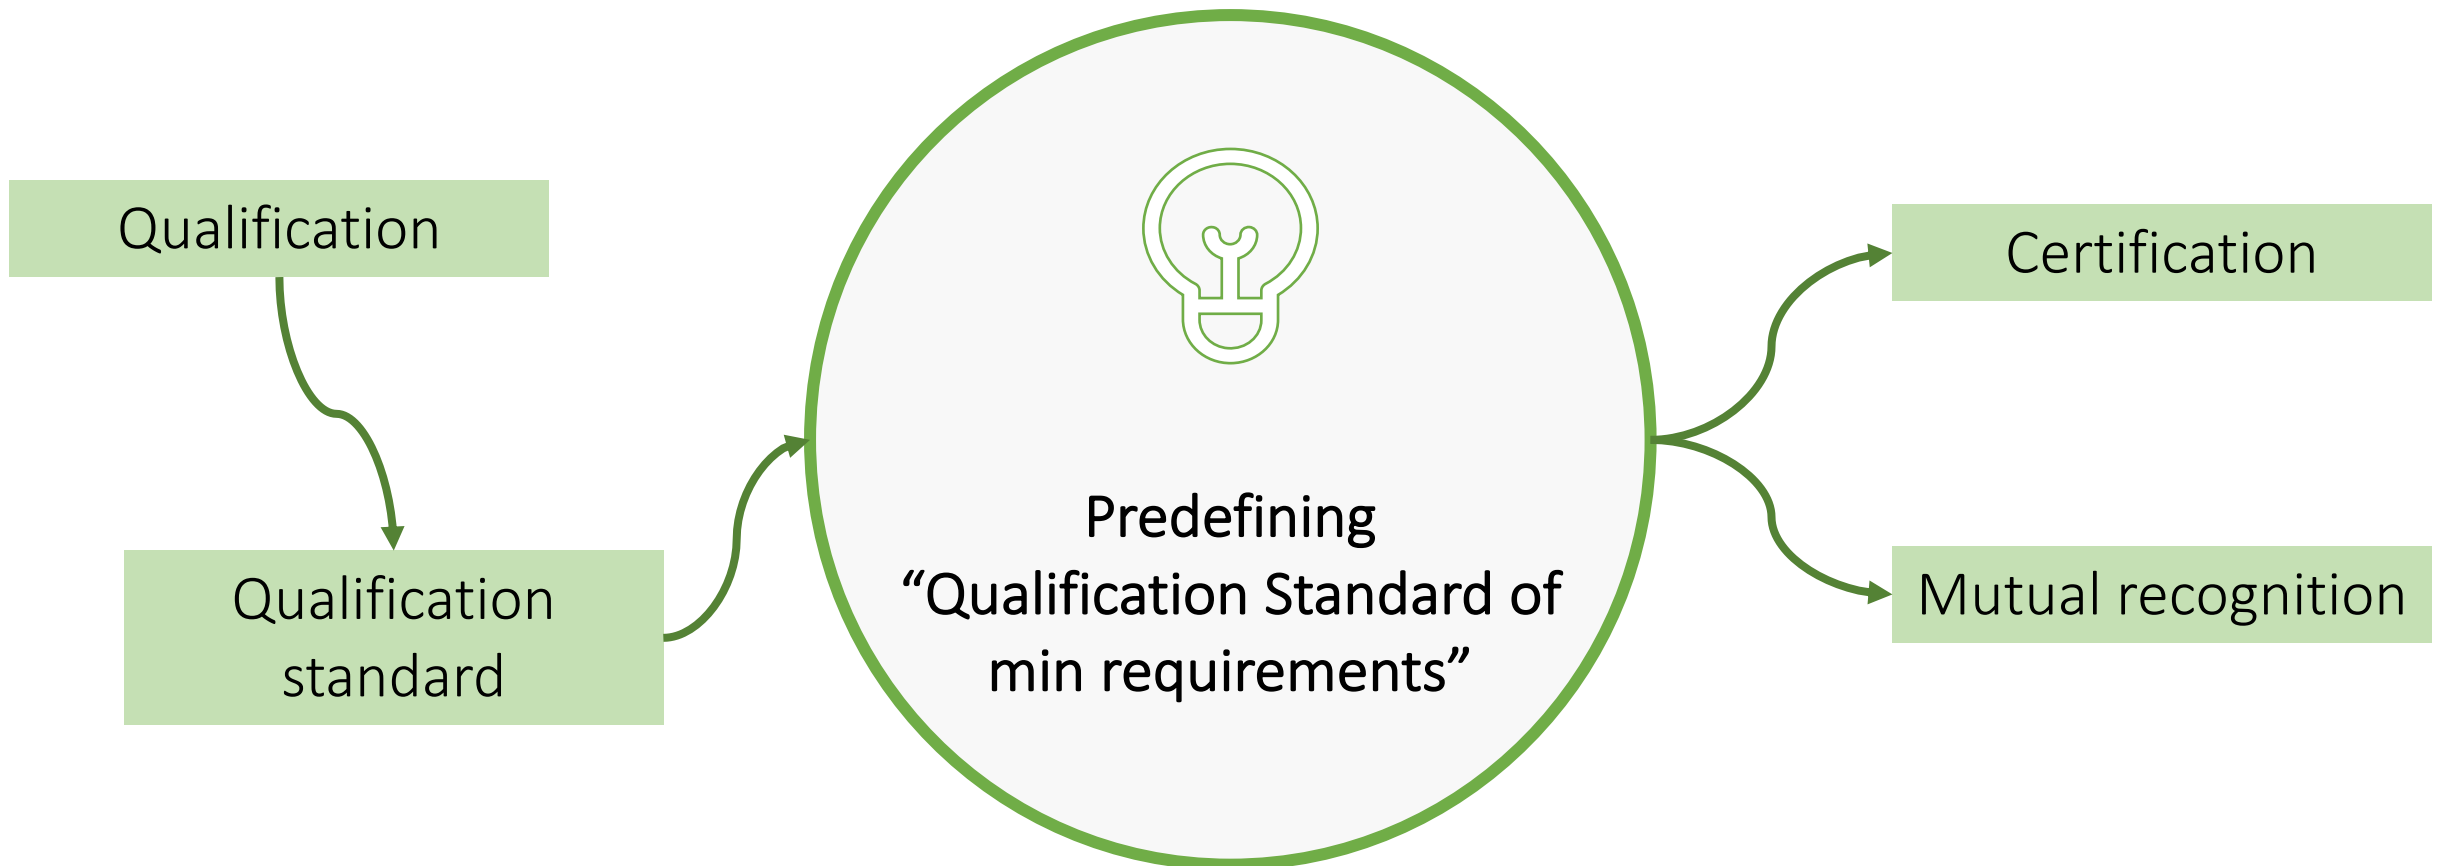 Qualification
Qualification
standard
Predefining
“Qualification Standard of
min requirements”
Certification
Mutual recognition